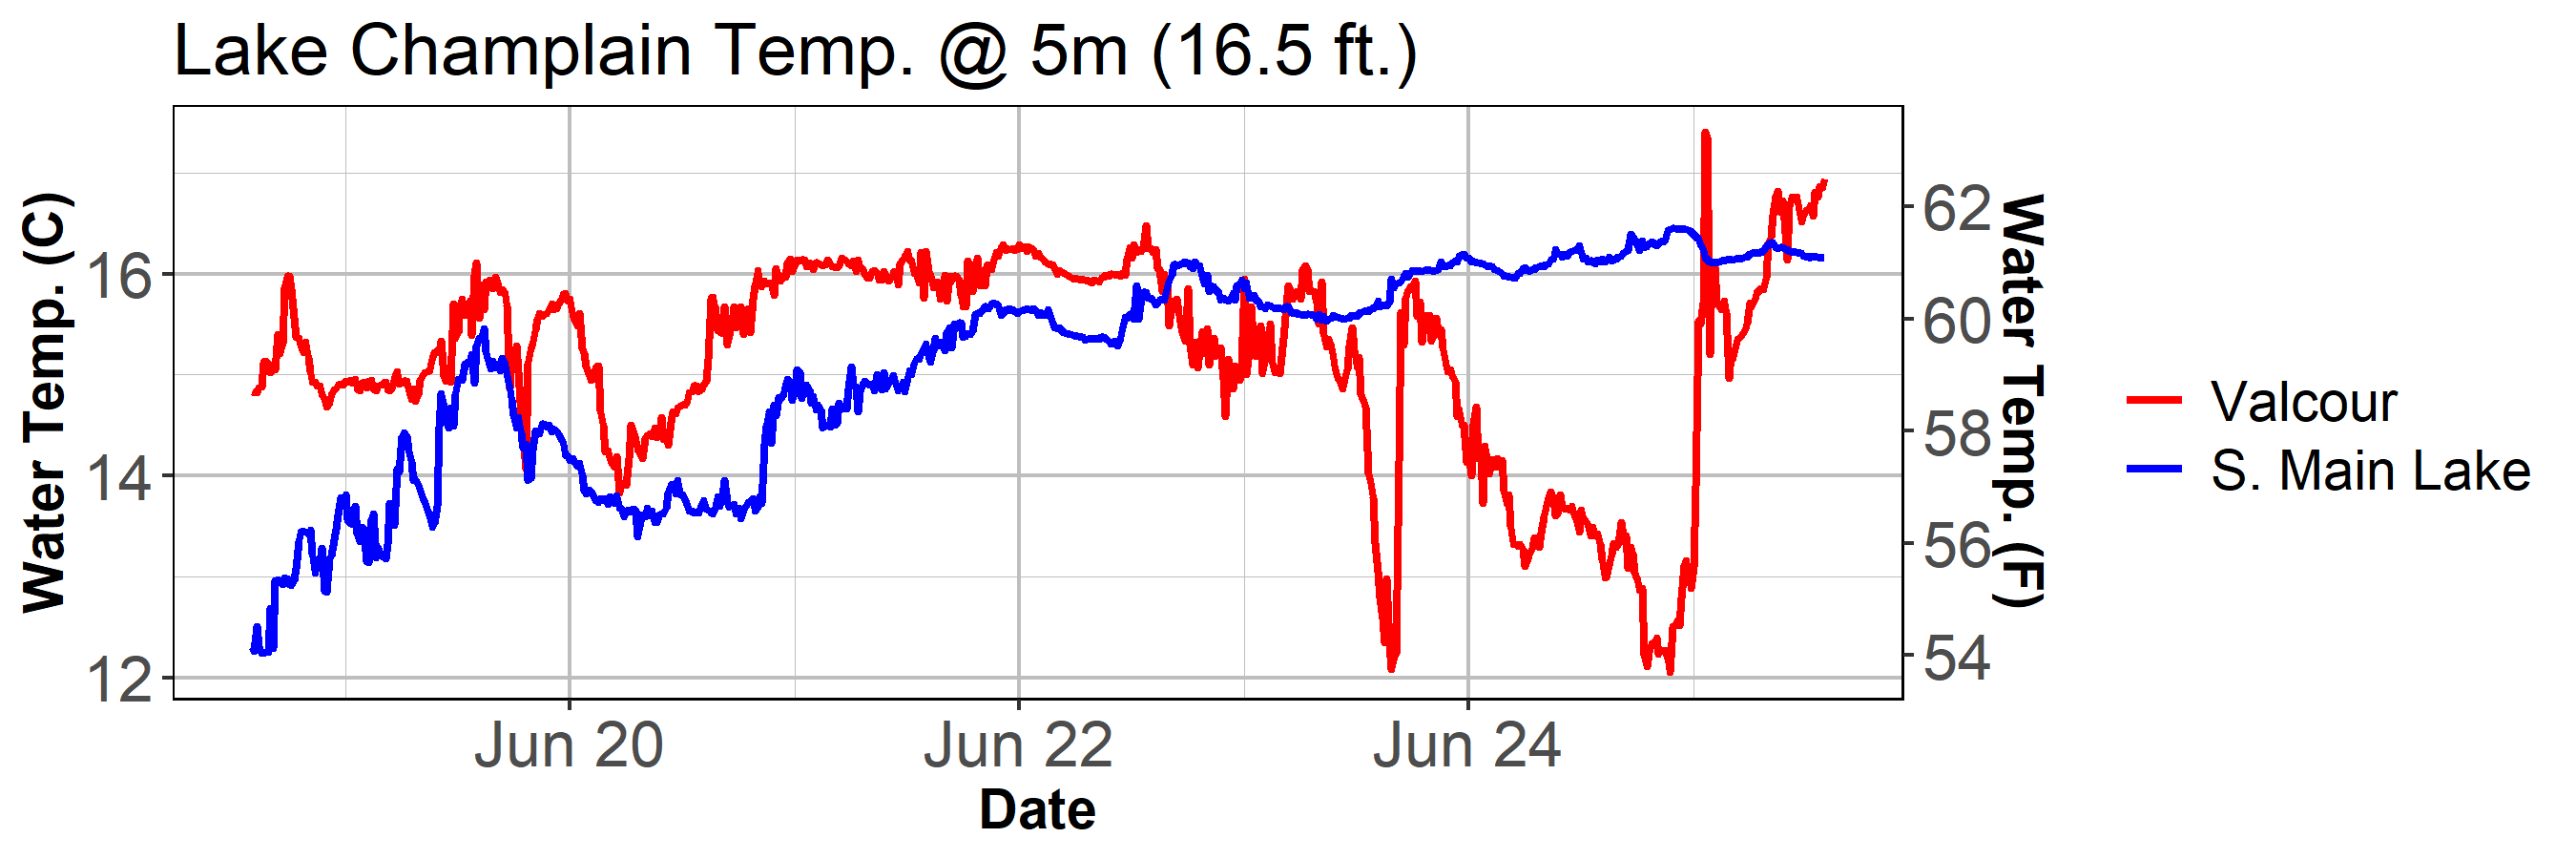 Lake Champlain Temp. @ 5m (16.5 ft.)
Water Temp. (C)
16
14
12
62
60
58
56
54
Water Temp. (F)
Jun 20
Jun 22
Jun 24
Date
Valcour
S. Main Lake